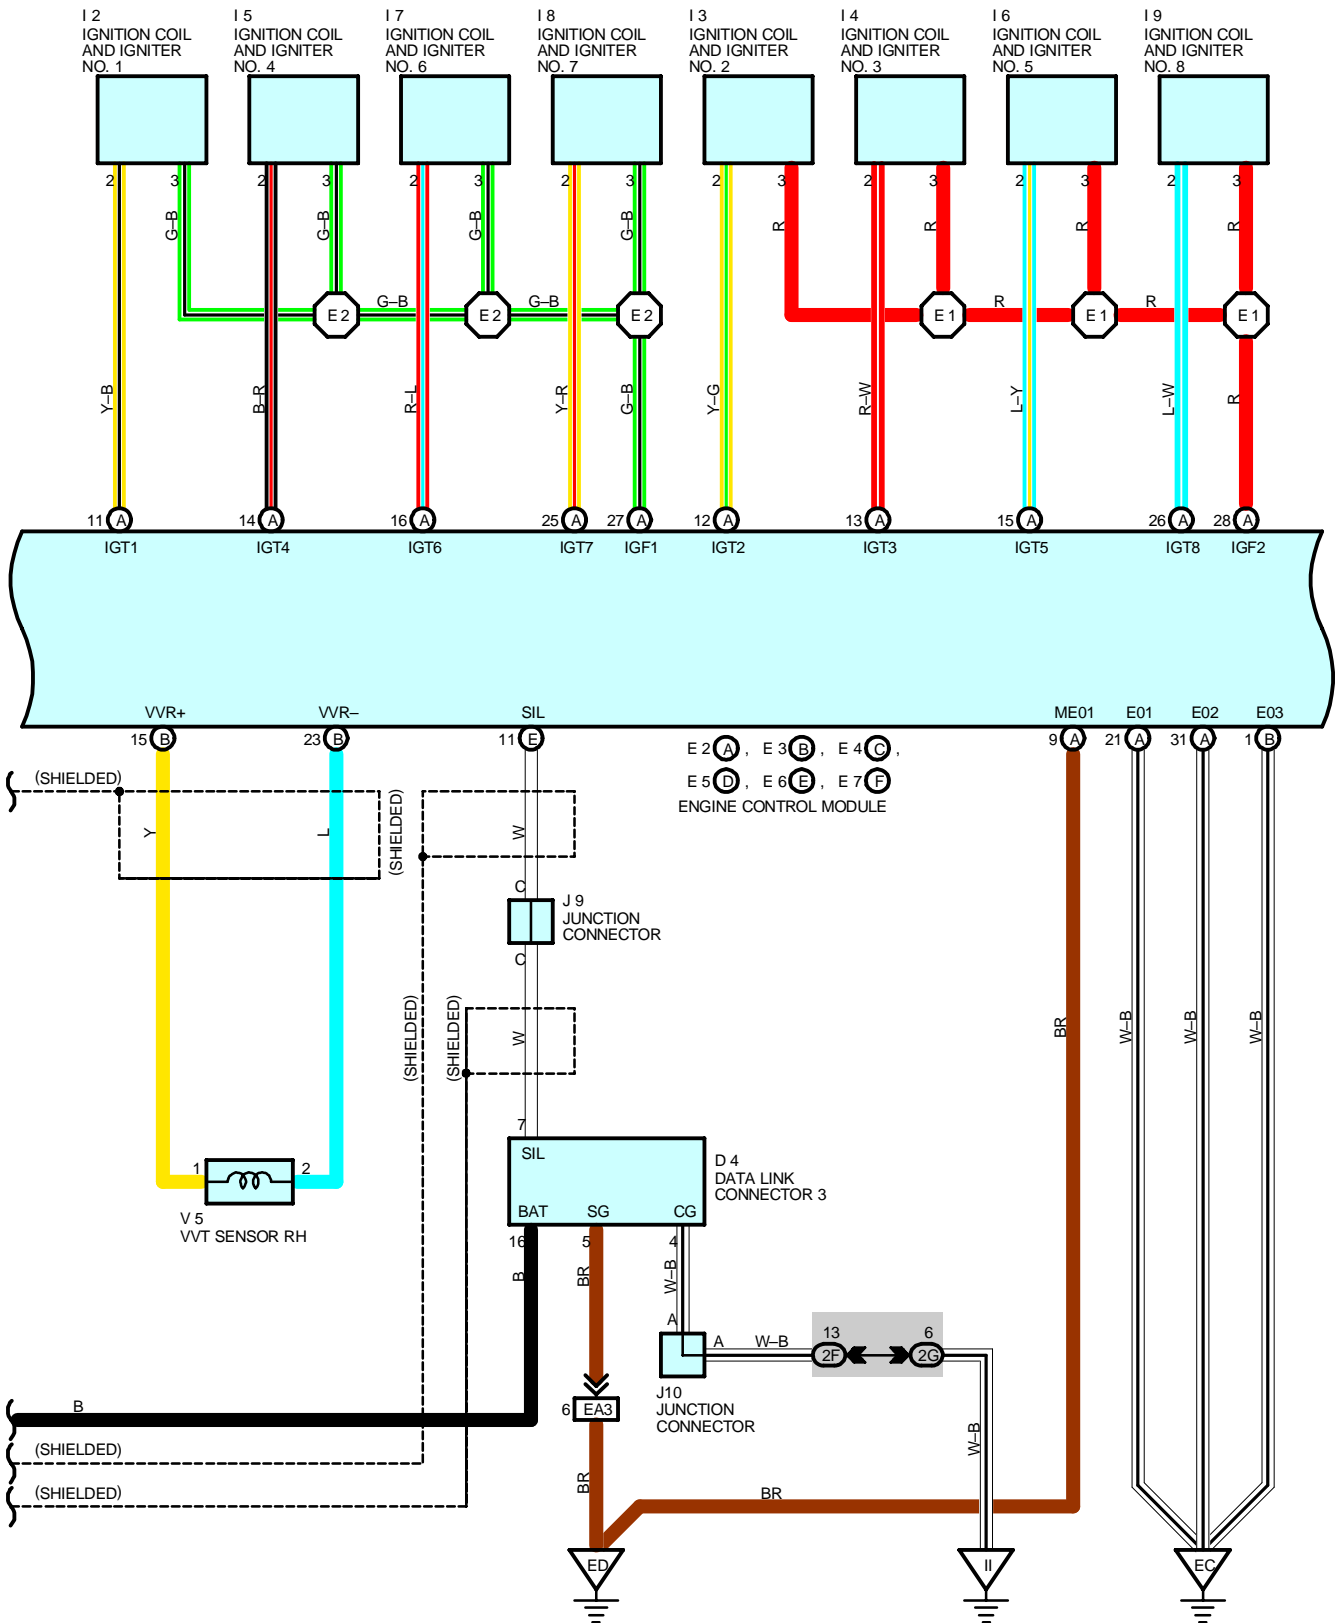 I 2
IGNITION COIL
AND IGNITER
NO. 1
I 5
IGNITION COIL
AND IGNITER
NO. 4
I 7
IGNITION COIL
AND IGNITER
NO. 6
I 8
IGNITION COIL
AND IGNITER
NO. 7
I 3
IGNITION COIL
AND IGNITER
NO. 2
I 4
IGNITION COIL
AND IGNITER
NO. 3
I 6
IGNITION COIL
AND IGNITER
NO. 5
I 9
IGNITION COIL
AND IGNITER
NO. 8
2 3 2 3 2 3 2 3 2 3 2 3 2 3 2 3
G–B G–B G–B G–B R R R R
E 2 G–B E 2 G–B E 2 E 1 R E 1 R E 1
Y–B B–R R–L Y–R G–B Y–G R–W L–Y L–W R
11 A 14 A 16 A 25 A 27 A 12 A 13 A 15 A 26 A 28 A
IGT1 IGT4 IGT6 IGT7 IGF1 IGT2 IGT3 IGT5 IGT8 IGF2
VVR+ VVR– SIL ME01 E01 E02 E03
15 B 23 B 11 E 9 A 21 A 31 A 1 B
E 2 A , E 3 B , E 4 C ,
E 5 D , E 6 E , E 7 F
ENGINE CONTROL MODULE
(SHIELDED)
Y L (SHIELDED) W
C
J 9
JUNCTION
CONNECTOR
C
(SHIELDED) (SHIELDED) W
BR W–B W–B W–B
7
SIL
D 4
DATA LINK
CONNECTOR 3
BAT SG CG
1 2
V 5
VVT SENSOR RH
16 5 4
B BR W–B
A
A W–B 13 6
2F 2G
J10
JUNCTION
CONNECTOR
6 EA3
B
(SHIELDED)
(SHIELDED)
BR BR W–B
ED II EC